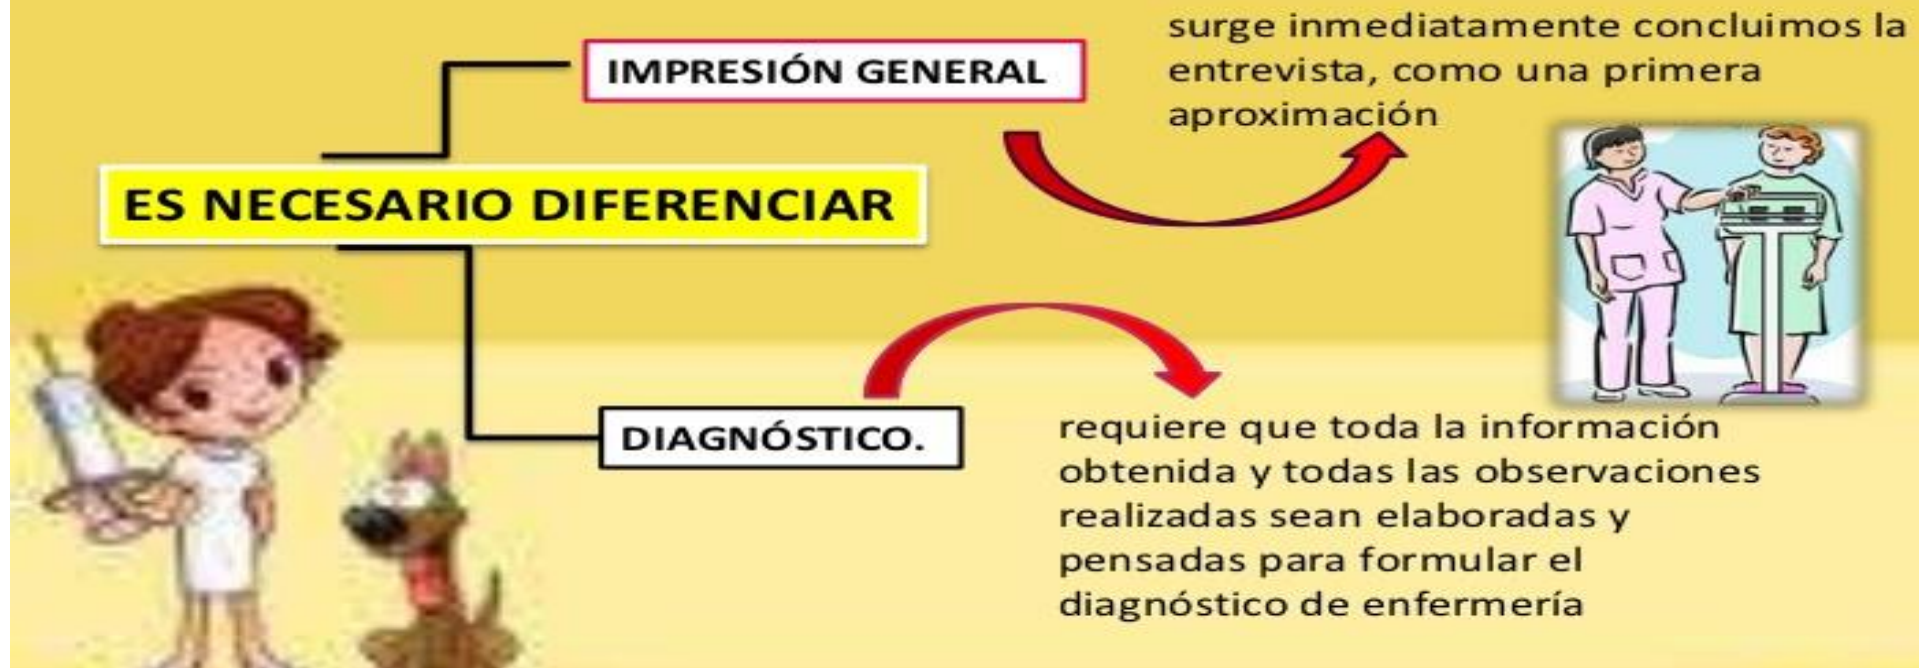 IMPRESIÓN GENERAL
surge inmediatamente concluimos la
entrevista, como una primera
aproximación
ES NECESARIO DIFERENCIAR
DIAGNÓSTICO.
requiere que toda la información
obtenida y todas las observaciones
realizadas sean elaboradas y
pensadas para formular el
diagnóstico de enfermería